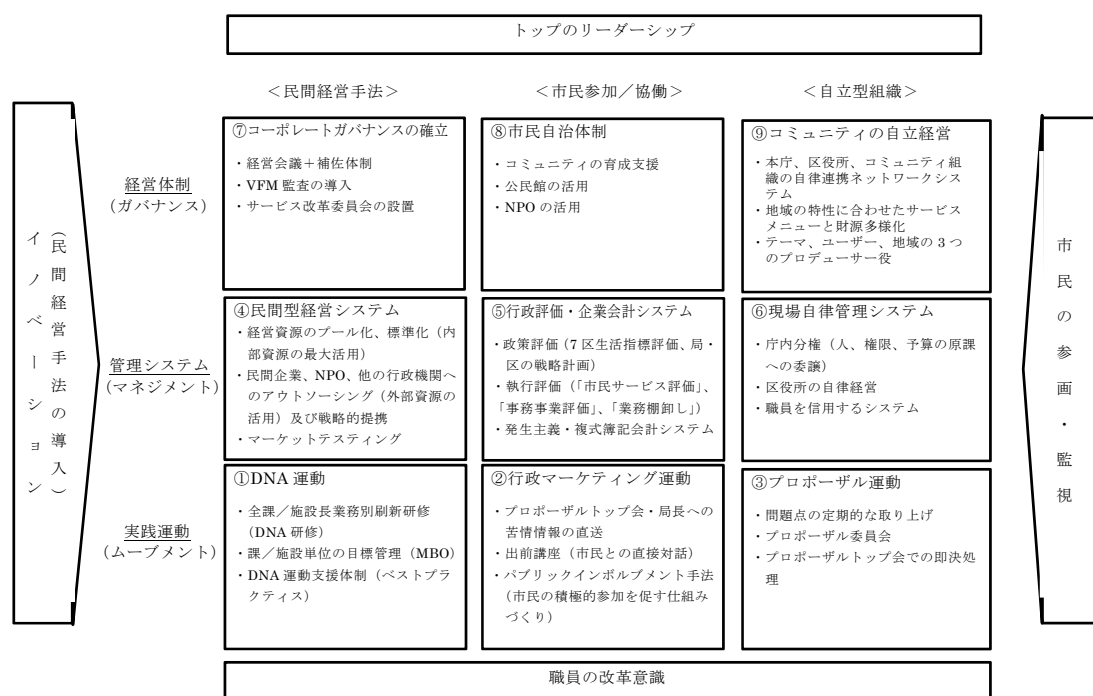 トップのリーダーシップ
＜民間経営手法＞
＜市民参加／協働＞
＜自立型組織＞
イノベーション
（民間経営手法の導入）
経営体制
（ガバナンス）
⑦コーポレートガバナンスの確立
・経営会議＋補佐体制
・VFM 監査の導入
・サービス改革委員会の設置
⑧市民自治体制
・コミュニティの育成支援
・公民館の活用
・NPO の活用
⑨コミュニティの自立経営
・本庁、区役所、コミュニティ組
織の自律連携ネットワークシス
テム
・地域の特性に合わせたサービス
メニューと財源多様化
・テーマ、ユーザー、地域の 3 つ
のプロデューサー役
管理システム
（マネジメント）
④民間型経営システム
・経営資源のプール化、標準化（内
部資源の最大活用）
・民間企業、NPO、他の行政機関へ
のアウトソーシング（外部資源の
活用）及び戦略的提携
・マーケットテスティング
⑤行政評価・企業会計システム
・政策評価（7 区生活指標評価、局・
区の戦略計画）
・執行評価（「市民サービス評価」、
「事務事業評価」、「業務棚卸し」）
・発生主義・複式簿記会計システム
⑥現場自律管理システム
・庁内分権（人、権限、予算の原課
への委譲）
・区役所の自律経営
・職員を信用するシステム
実践運動
（ムーブメント）
①DNA 運動
・全課／施設長業務別刷新研修
（DNA 研修）
・課／施設単位の目標管理（MBO）
・DNA 運動支援体制（ベストプラ
クティス）
②行政マーケティング運動
・プロポーザルトップ会・局長への
苦情情報の直送
・出前講座（市民との直接対話）
・パブリックインボルブメント手法
（市民の積極的参加を促す仕組み
づくり）
③プロポーザル運動
・問題点の定期的な取り上げ
・プロポーザル委員会
・プロポーザルトップ会での即決処
理
市民の参画・監視
職員の改革意識